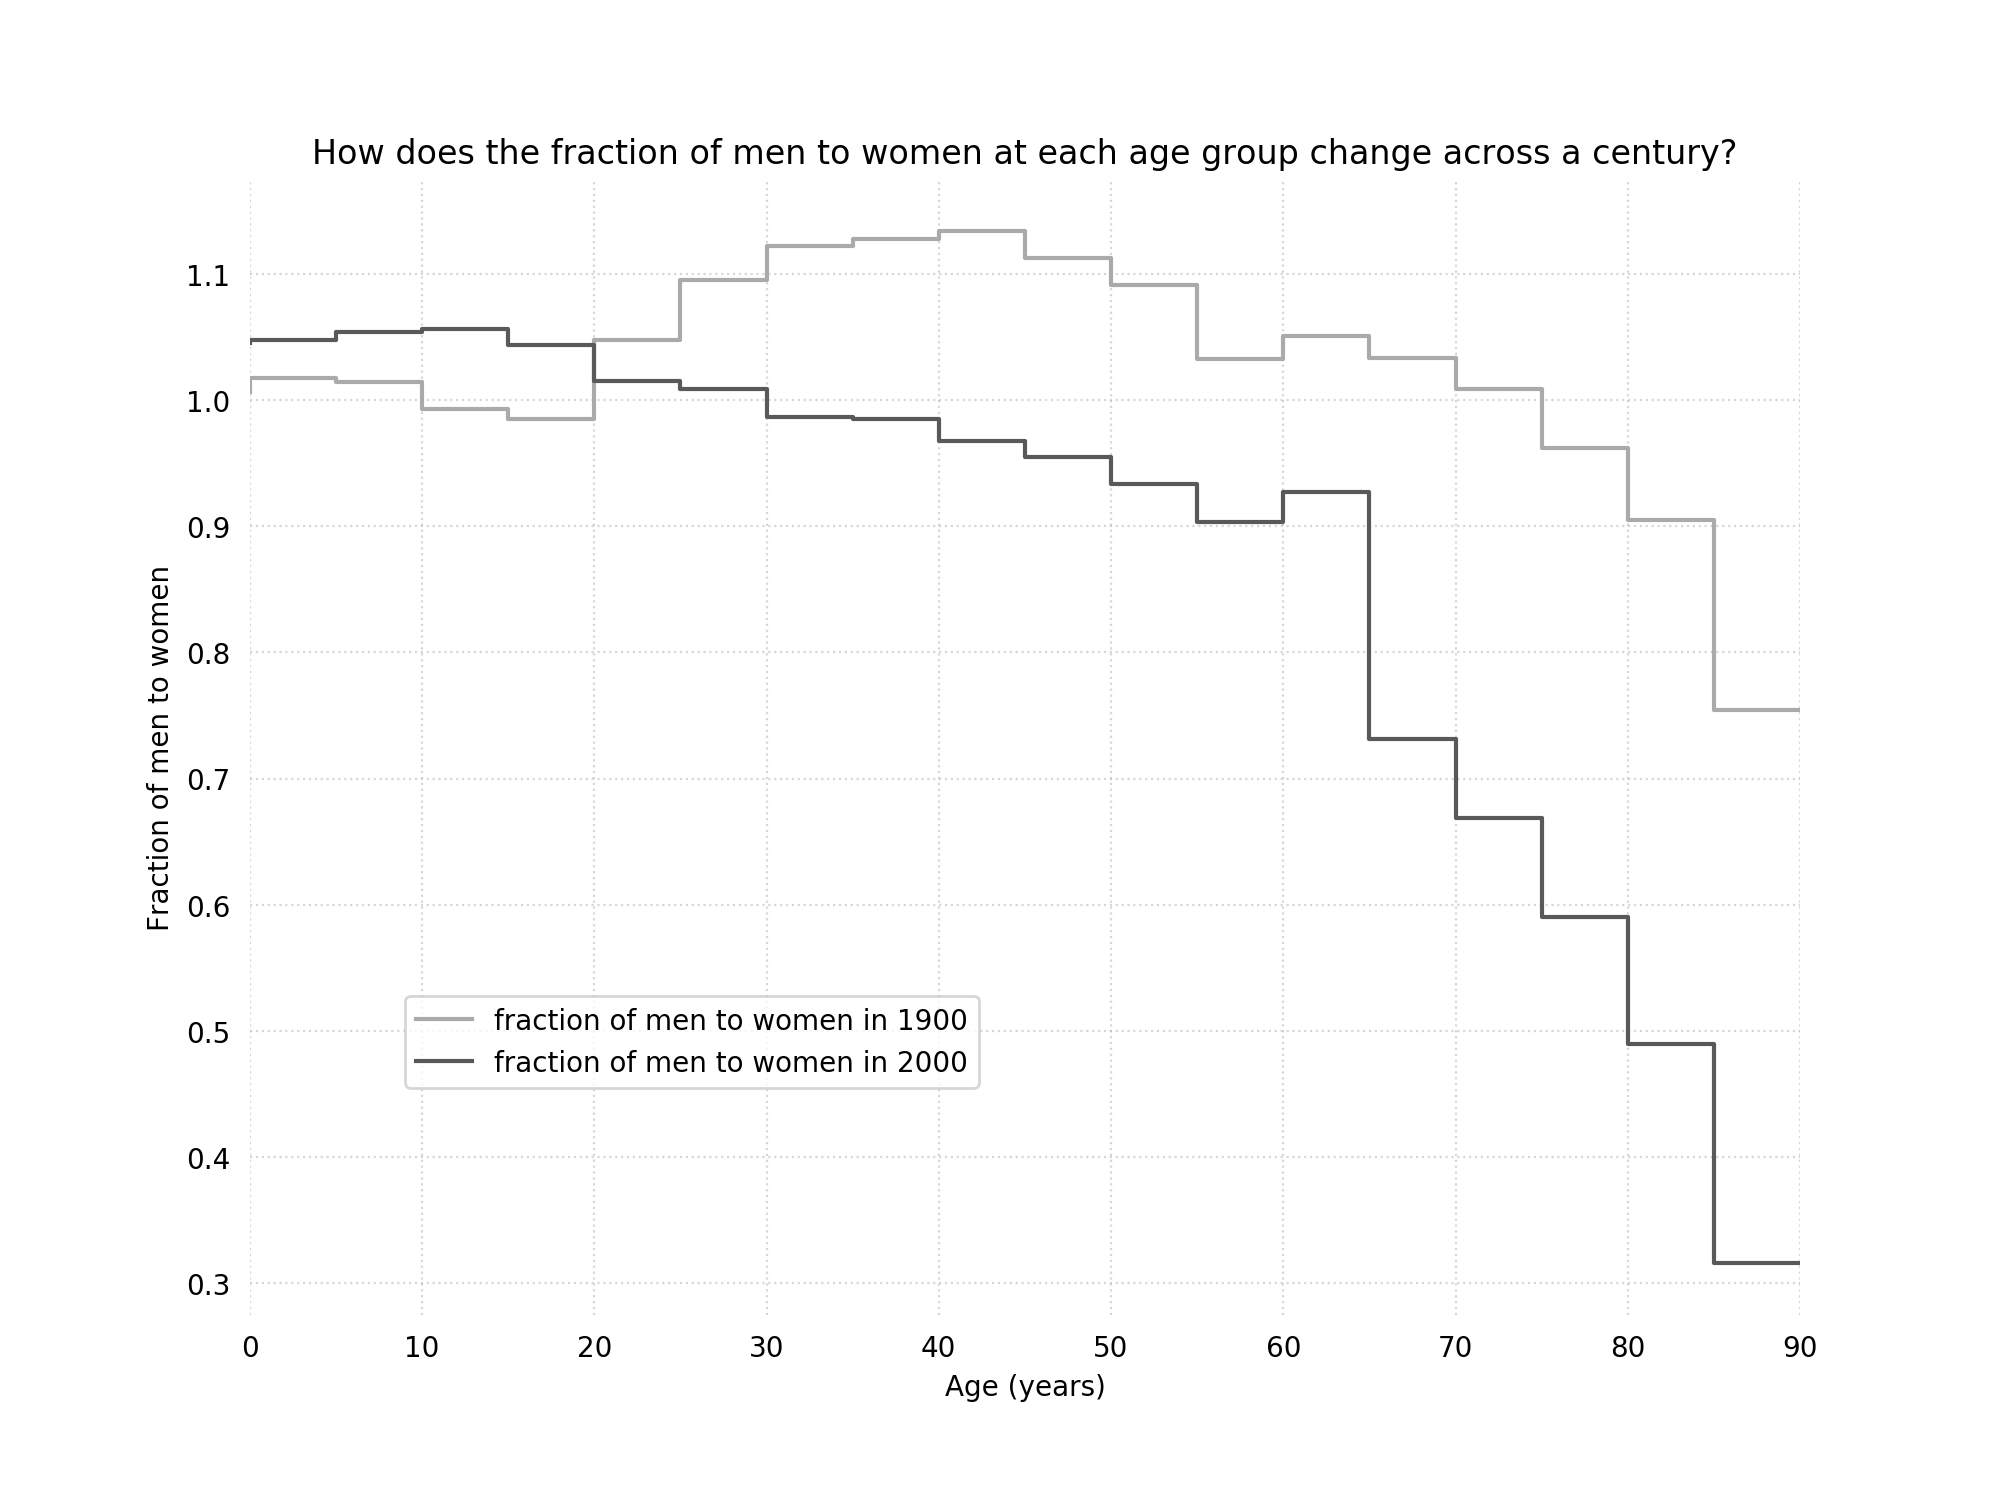 How does the fraction of men to women at each age group change across a century?
Fraction of men to women
1.1
1.0
0.9
0.8
0.7
0.6
0.5
0.4
0.3
fraction of men to women in 1900
fraction of men to women in 2000
0 10 20 30 40 50 60 70 80 90
Age (years)